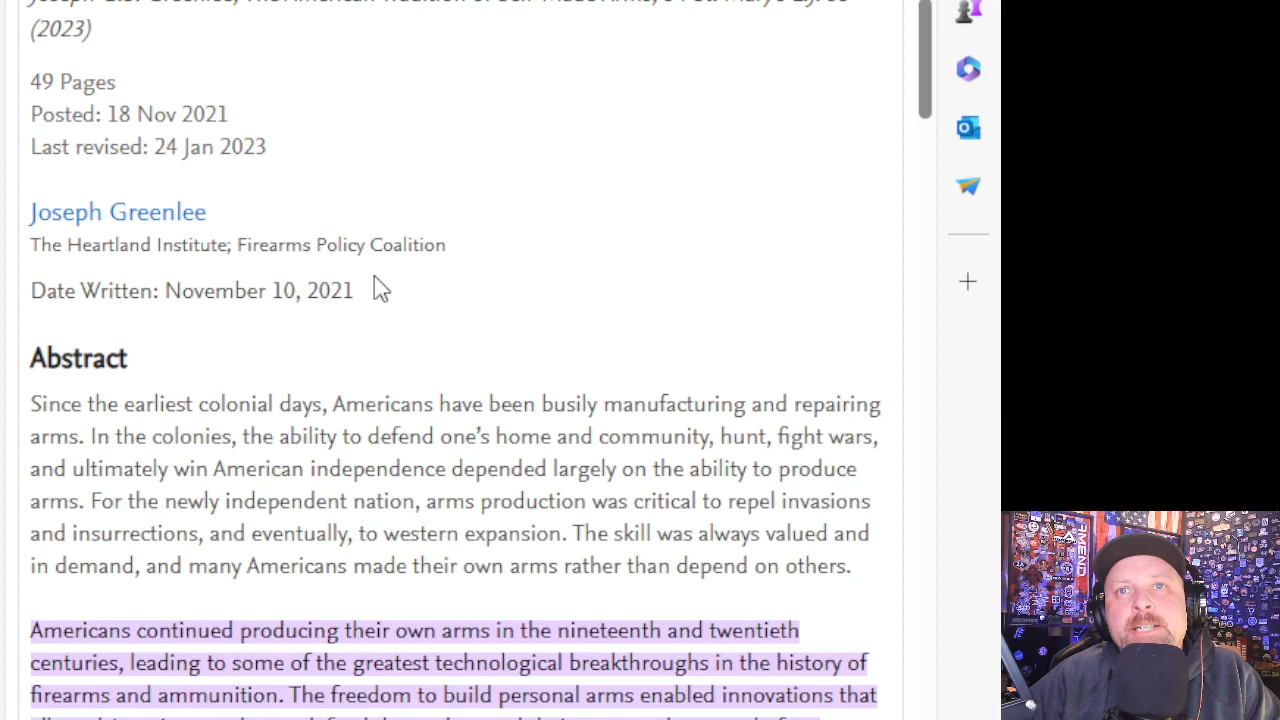 (2023)
49 Pages
Posted: 18 Nov 2021
Last revised: 24 Jan 2023
Joseph Greenlee
The Heartland Institute; Firearms Policy Coalition
Date Written: November 10, 2021
Abstract
Since the earliest colonial days, Americans have been busily manufacturing and repairing
arms. In the colonies, the ability to defend one's home and community, hunt, fight wars,
and ultimately win American independence depended largely on the ability to produce
arms. For the newly independent nation, arms production was critical to repel invasions
and insurrections, and eventually, to western expansion. The skill was always valued and
in demand, and many Americans made their own arms rather than depend on others.
Americans continued producing their own arms in the nineteenth and twentieth
centuries, leading to some of the greatest technological breakthroughs in the history of
firearms and ammunition. The freedom to build personal arms enabled innovations that
AMEND